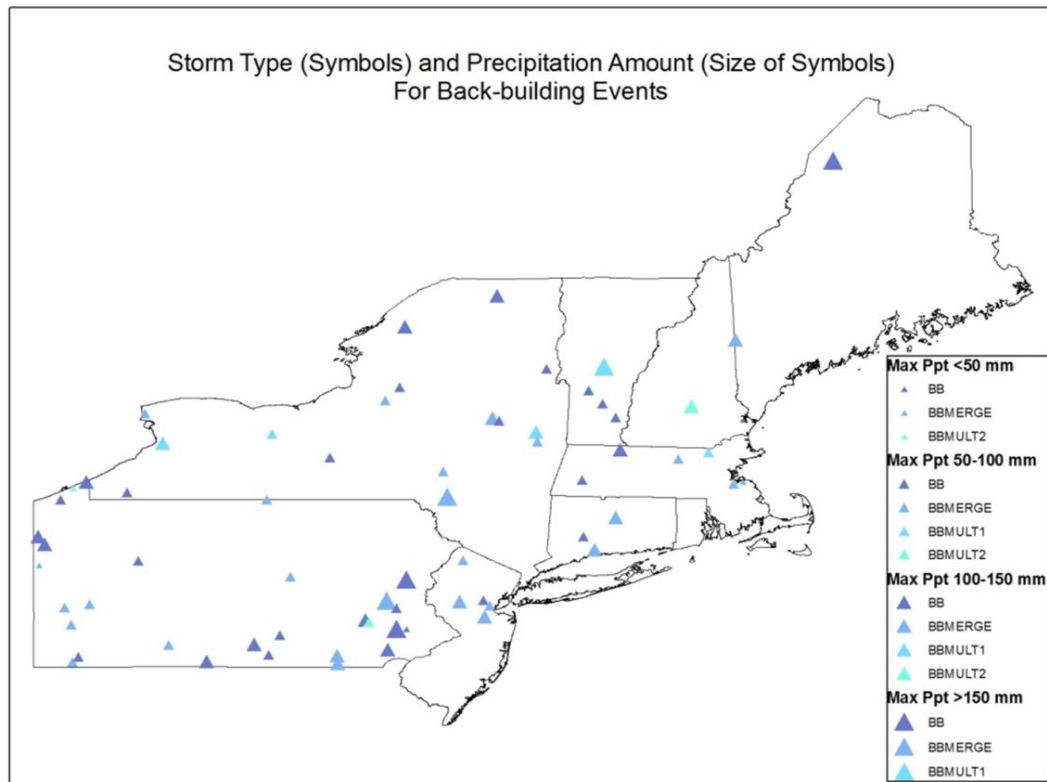 Storm Type (Symbols) and Precipitation Amount (Size of Symbols)
For Back-building Events
Max Ppt <50 mm
BB
BBMERGE
BBMULT2
Max Ppt 50-100 mm
BB
BBMERGE
BBMULT1
BBMULT2
Max Ppt 100-150 mm
BB
BBMERGE
BBMULT1
BBMULT2
Max Ppt >150 mm
BB
BBMERGE
BBMULT1